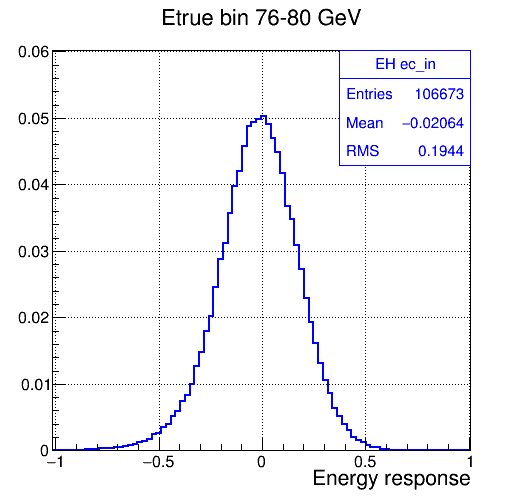 Etrue bin 76-80 GeV
EH ec_in
Entries 106673
Mean −0.02064
RMS 0.1944
0.06
0.05
0.04
0.03
0.02
0.01
0
−1 −0.5 0 0.5 1
Energy response